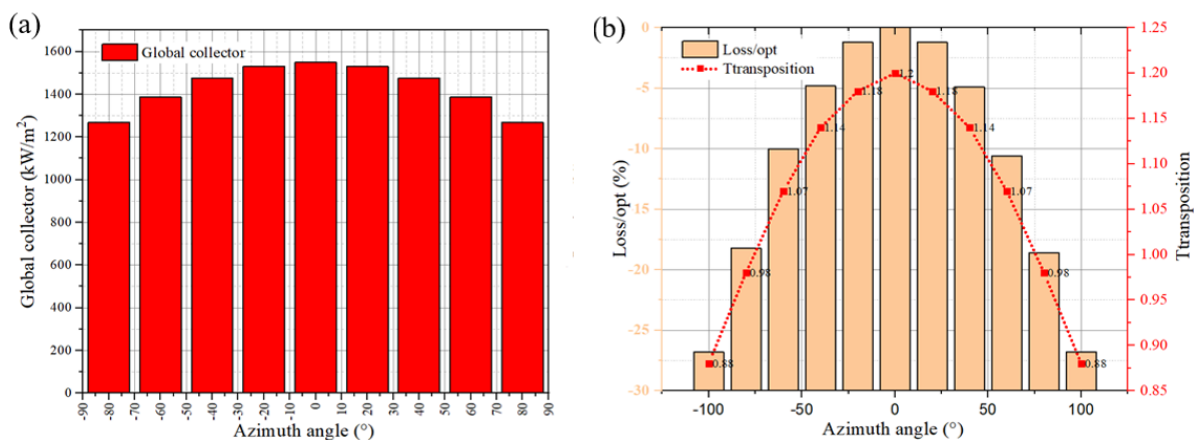 (a)
Global collector
Global collector (kW/m²)
1600
1400
1200
1000
800
600
400
200
0
-90 -80 -70 -60 -50 -40 -30 -20 -10 0 10 20 30 40 50 60 70 80 90
Azimuth angle (°)
(b)
Loss/opt
Ttransposition
Loss/opt (%)
0
-5
-10
-15
-20
-25
-30
0.88 0.98 1.07 1.14 1.18 1.2 1.18 1.14 1.07 0.98 0.88
-100 -50 0 50 100
Azimuth angle (°)
1.25
1.20
1.15
1.10
1.05
1.00
0.95
0.90
0.85
Ttransposition